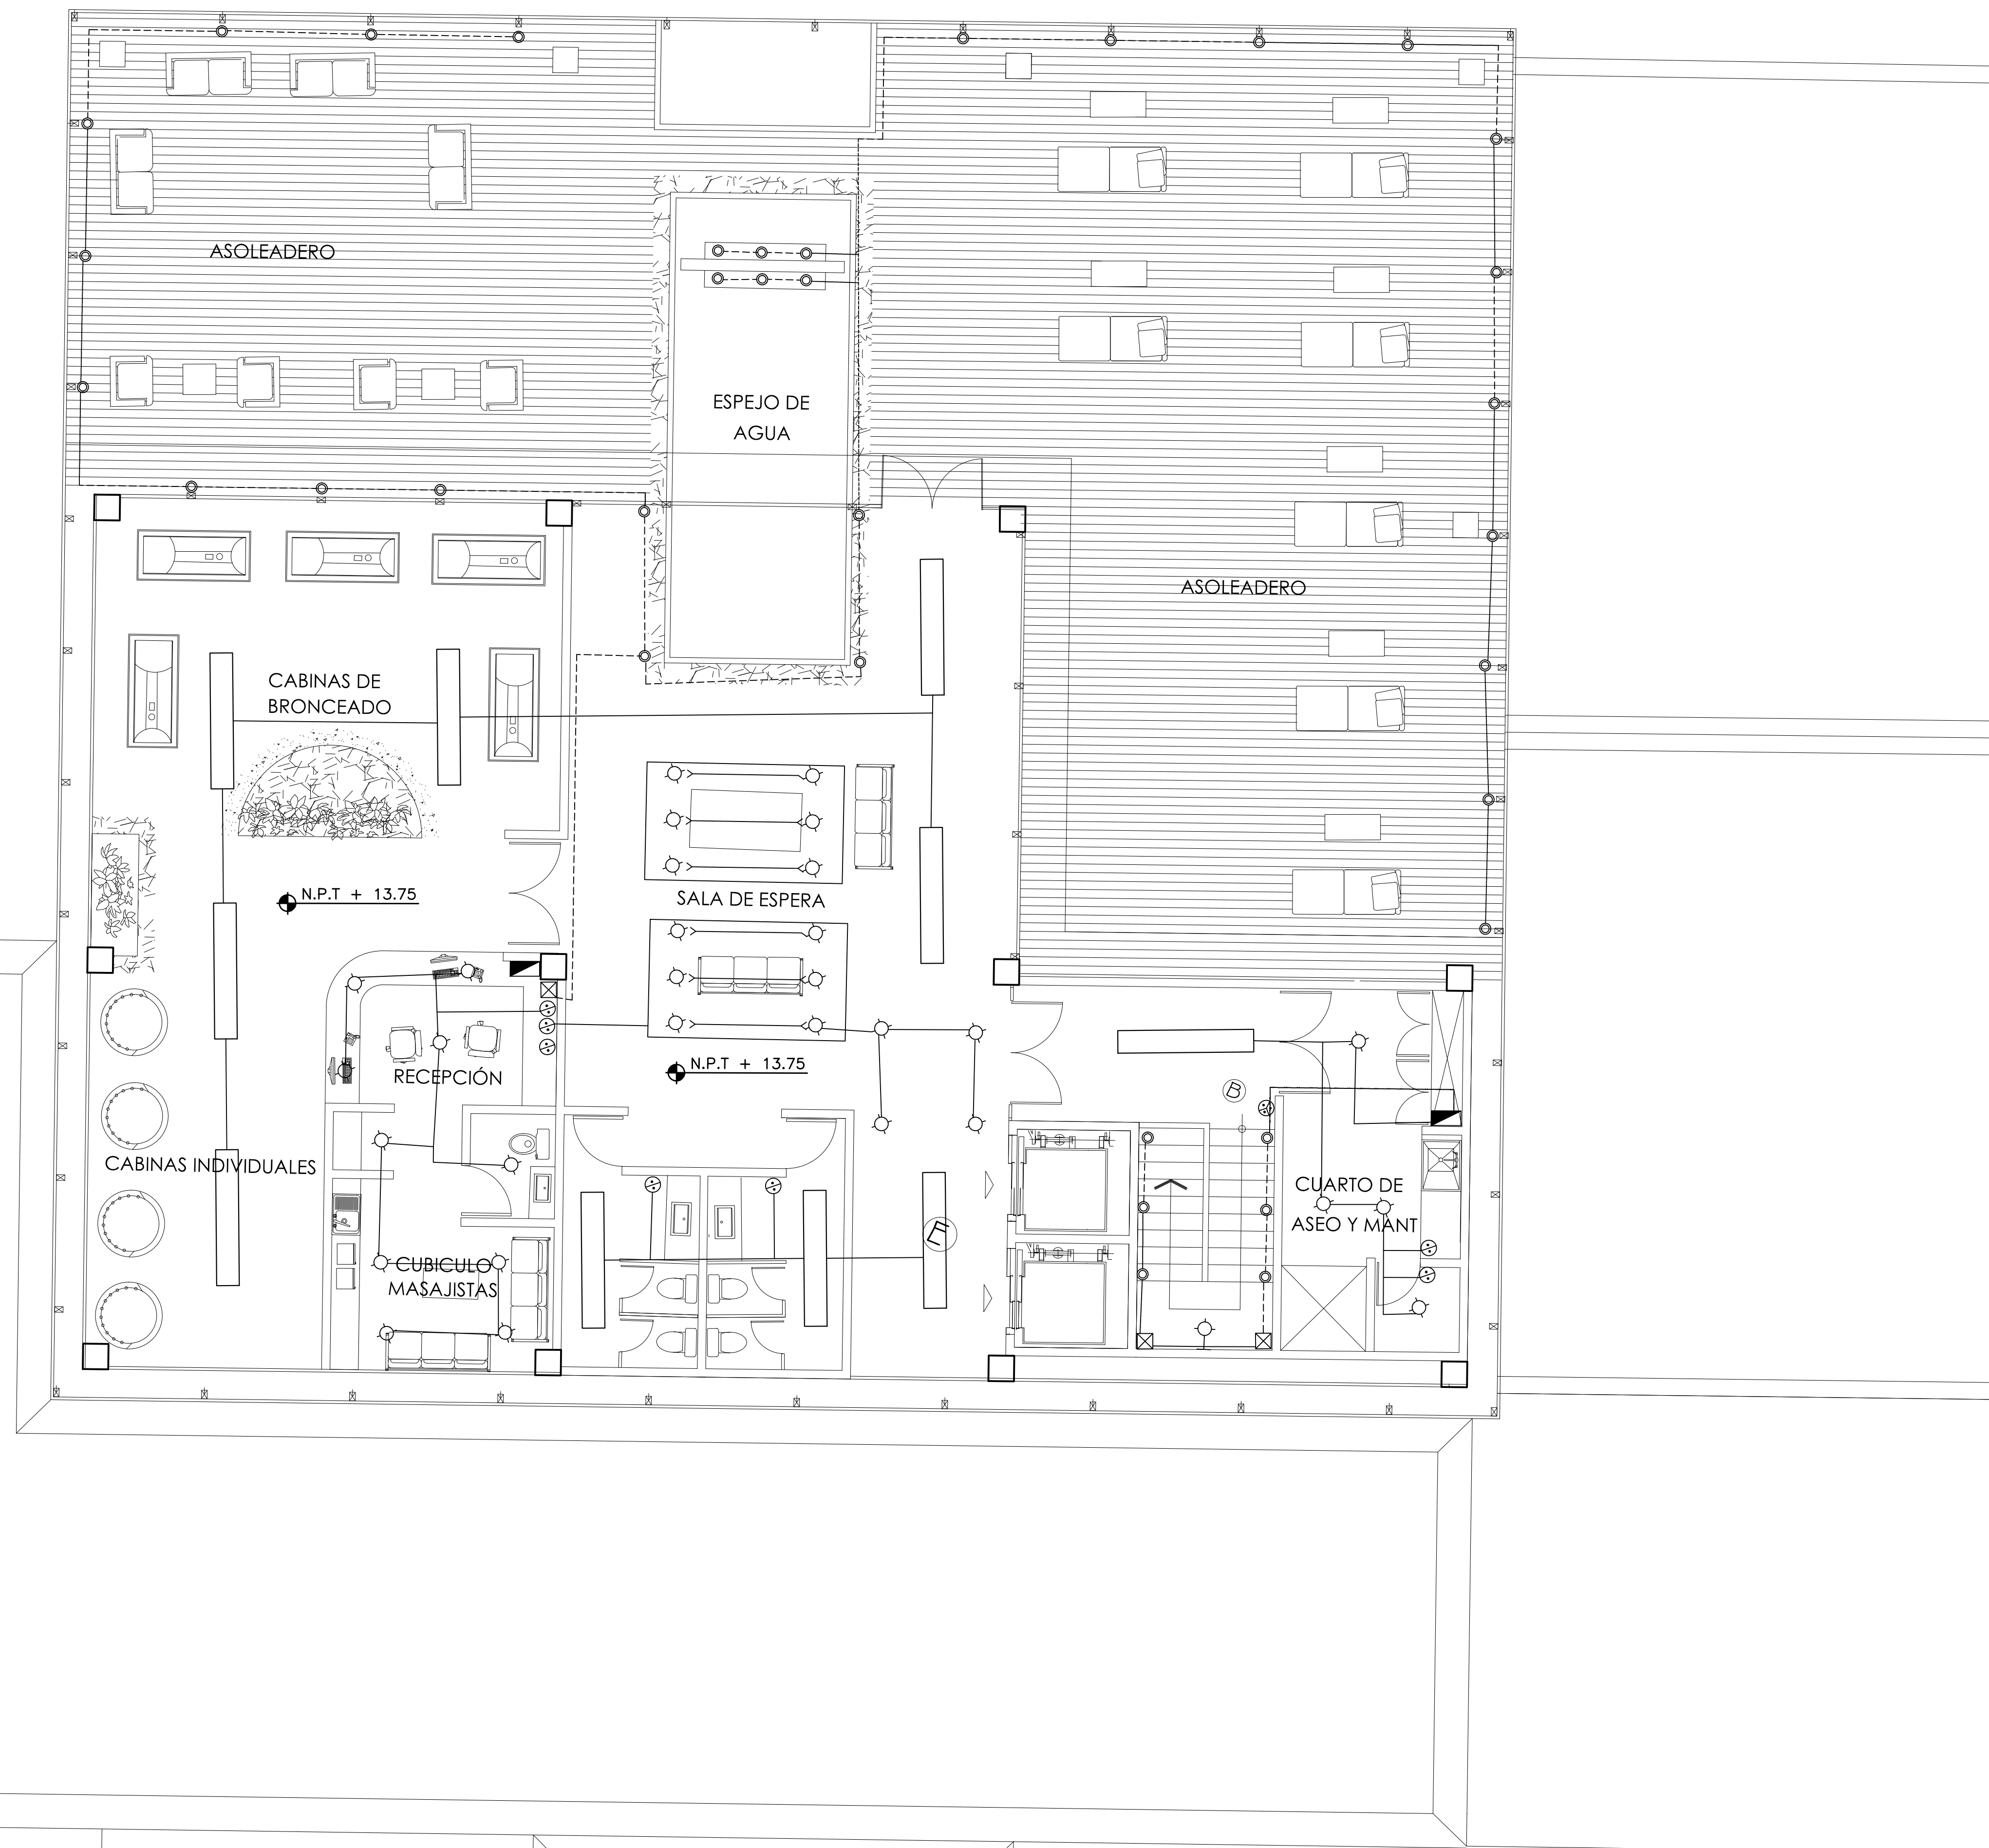 ASOLEADERO
ESPEJO DE
AGUA
ASOLEADERO
CABINAS DE
BRONCEADO
N.P.T + 13.75
SALA DE ESPERA
N.P.T + 13.75
RECEPCIÓN
B
CABINAS INDIVIDUALES
CUARTO DE
ASEO Y MANT
E
CUBICULO
MASAJISTAS